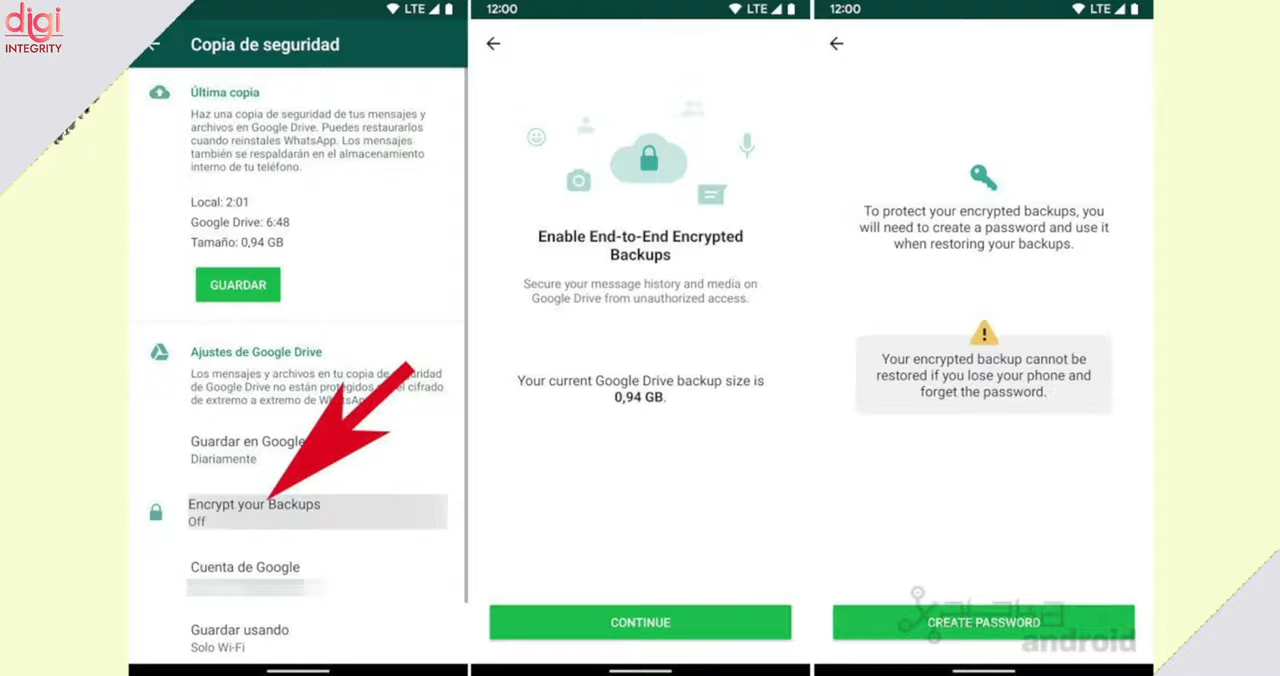 digi
INTEGRITY
LTE
Copia de seguridad
Última copia
Haz una copia de seguridad de tus mensajes y
archivos en Google Drive. Puedes restaurarlos
cuando reinstales WhatsApp. Los mensajes
también se respaldarán en el almacenamiento
interno de tu teléfono.
Local: 2:01
Google Drive: 6:48
Tamaño: 0,94 GB
GUARDAR
Ajustes de Google Drive
Los mensajes y archivos en tu copia de
de Google Drive no están el cifrado
de extremo a extremo de
Guardar en Google
Diariamente
Encrypt your Backups
Off
Cuenta de Google
Guardar usando
Solo Wi-Fi
12:00 LTE
Enable End-to-End Encrypted
Backups
Secure your message history and media on
Google Drive from unauthorized access.
Your current Google Drive backup size is
0,94 GB.
CONTINUE
12:00 LTE
To protect your encrypted backups, you
will need to create a password and use it
when restoring your backups.
!
Your encrypted backup cannot be
restored if you lose your phone and
forget the password.
CREATE PASSWORD
android